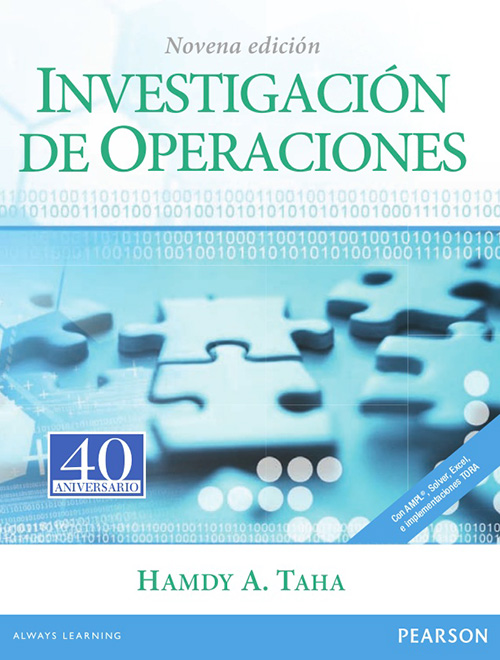 Novena edición
INVESTIGACIÓN
DE OPERACIONES
40
ANIVERSARIO
Con AMPL®, Solver, Excel,
e implementaciones TORA
HAMDY A. TAHA
ALWAYS LEARNING
PEARSON